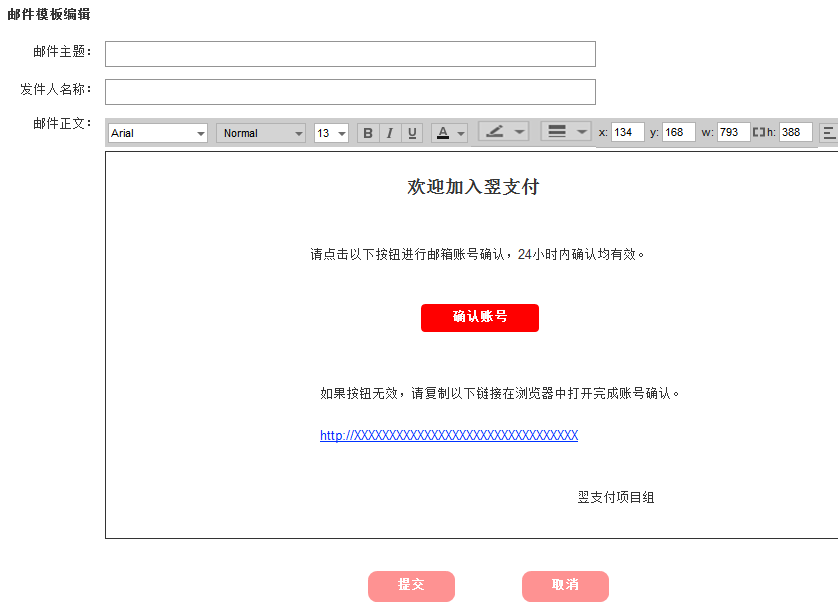 邮件模板编辑
邮件主题：
发件人名称：
邮件正文：
Arial Normal 13 B I U A x: 134 y: 168 w: 793 h: 388
欢迎加入翌支付
请点击以下按钮进行邮箱账号确认，24小时内确认均有效。
确认账号
如果按钮无效，请复制以下链接在浏览器中打开完成账号确认。
http://XXXXXXXXXXXXXXXXXXXXXXXXXXXXXXXX
翌支付项目组
提交 取消